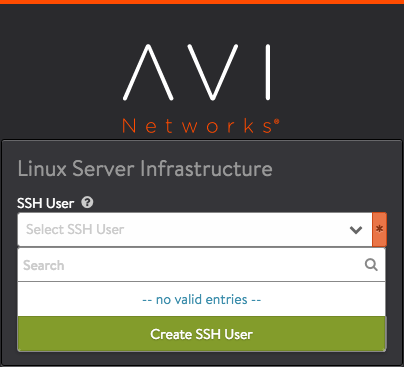 AVI
Networks®
Linux Server Infrastructure
SSH User ?
Select SSH User *
Search
-- no valid entries --
Create SSH User